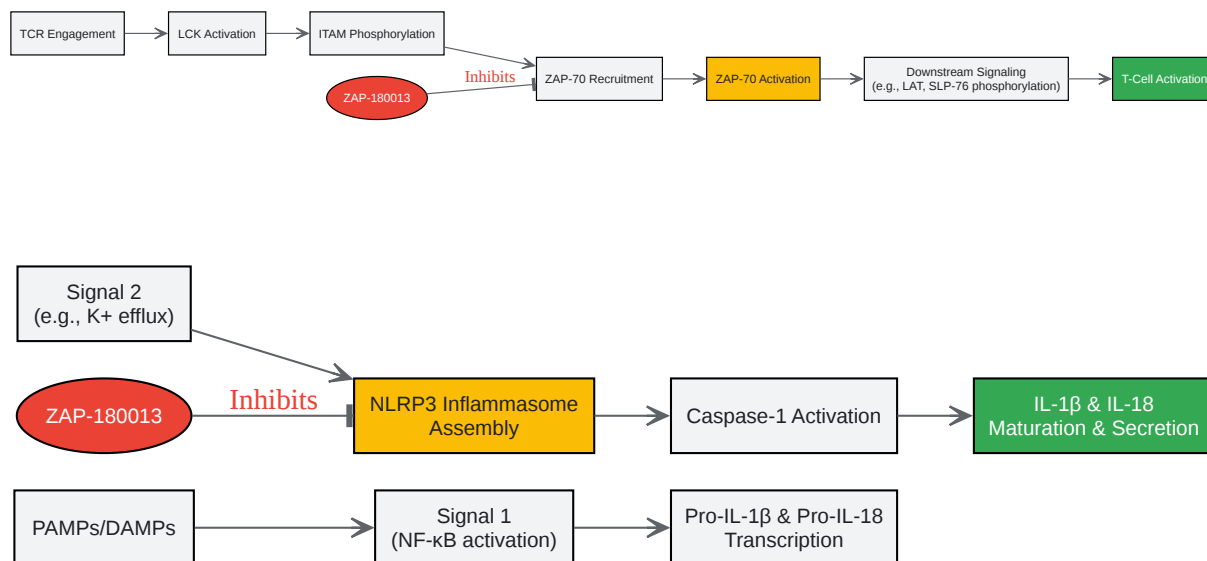 TCR Engagement
LCK Activation
ITAM Phosphorylation
Inhibits
ZAP-180013
ZAP-70 Recruitment
ZAP-70 Activation
Downstream Signaling
(e.g., LAT, SLP-76 phosphorylation)
T-Cell Activation
Signal 2
(e.g., K+ efflux)
ZAP-180013
Inhibits
NLRP3 Inflammasome
Assembly
Caspase-1 Activation
IL-1β & IL-18
Maturation & Secretion
PAMPs/DAMPs
Signal 1
(NF-κB activation)
Pro-IL-1β & Pro-IL-18
Transcription